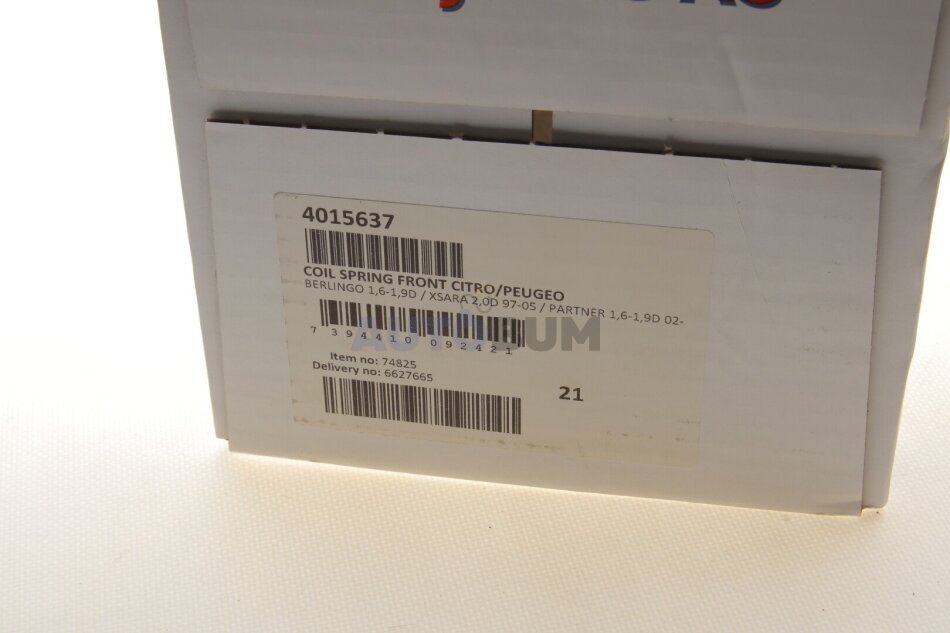 4015637
COIL SPRING FRONT CITRO/PEUGEO
BERLINGO 1,6-1,9D / XSARA 2,0D 97-05 / PARTNER 1,6-1,9D 02-
AUTOBUM
7 394410 092421
Item no: 74825
Delivery no: 6627665
21